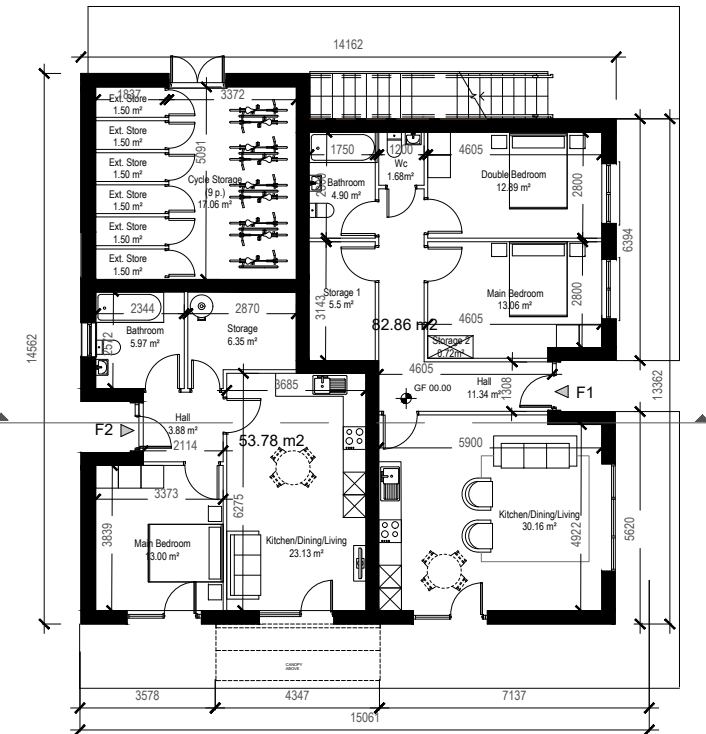 14162
1837
3372
Ext. Store
1.50 m²
Ext. Store
1.50 m²
Ext. Store
1.50 m²
Ext. Store
1.50 m²
Ext. Store
1.50 m²
Ext. Store
1.50 m²
5091
Cycle Storage
(9 p.)
17.06 m²
1750
1200
4605
Wc
1.68m²
Bathroom
4.90 m²
Double Bedroom
12.89 m²
2800
6394
Storage 1
5.5 m²
3143
Main Bedroom
13.06 m²
2800
82.86 m2
4605
Storage 2
0.72m²
14562
2344
2870
Bathroom
5.97 m²
Storage
6.35 m²
3685
4605
Hall
11.34 m²
1308
GF 00.00
F1
13362
F2
Hall
3.88 m²
2114
53.78 m2
5900
3373
3839
6275
Main Bedroom
13.00 m²
Kitchen/Dining/Living
23.13 m²
Kitchen/Dining/Living
30.16 m²
4922
5620
CANOPY
ABOVE
3578
4347
7137
15061